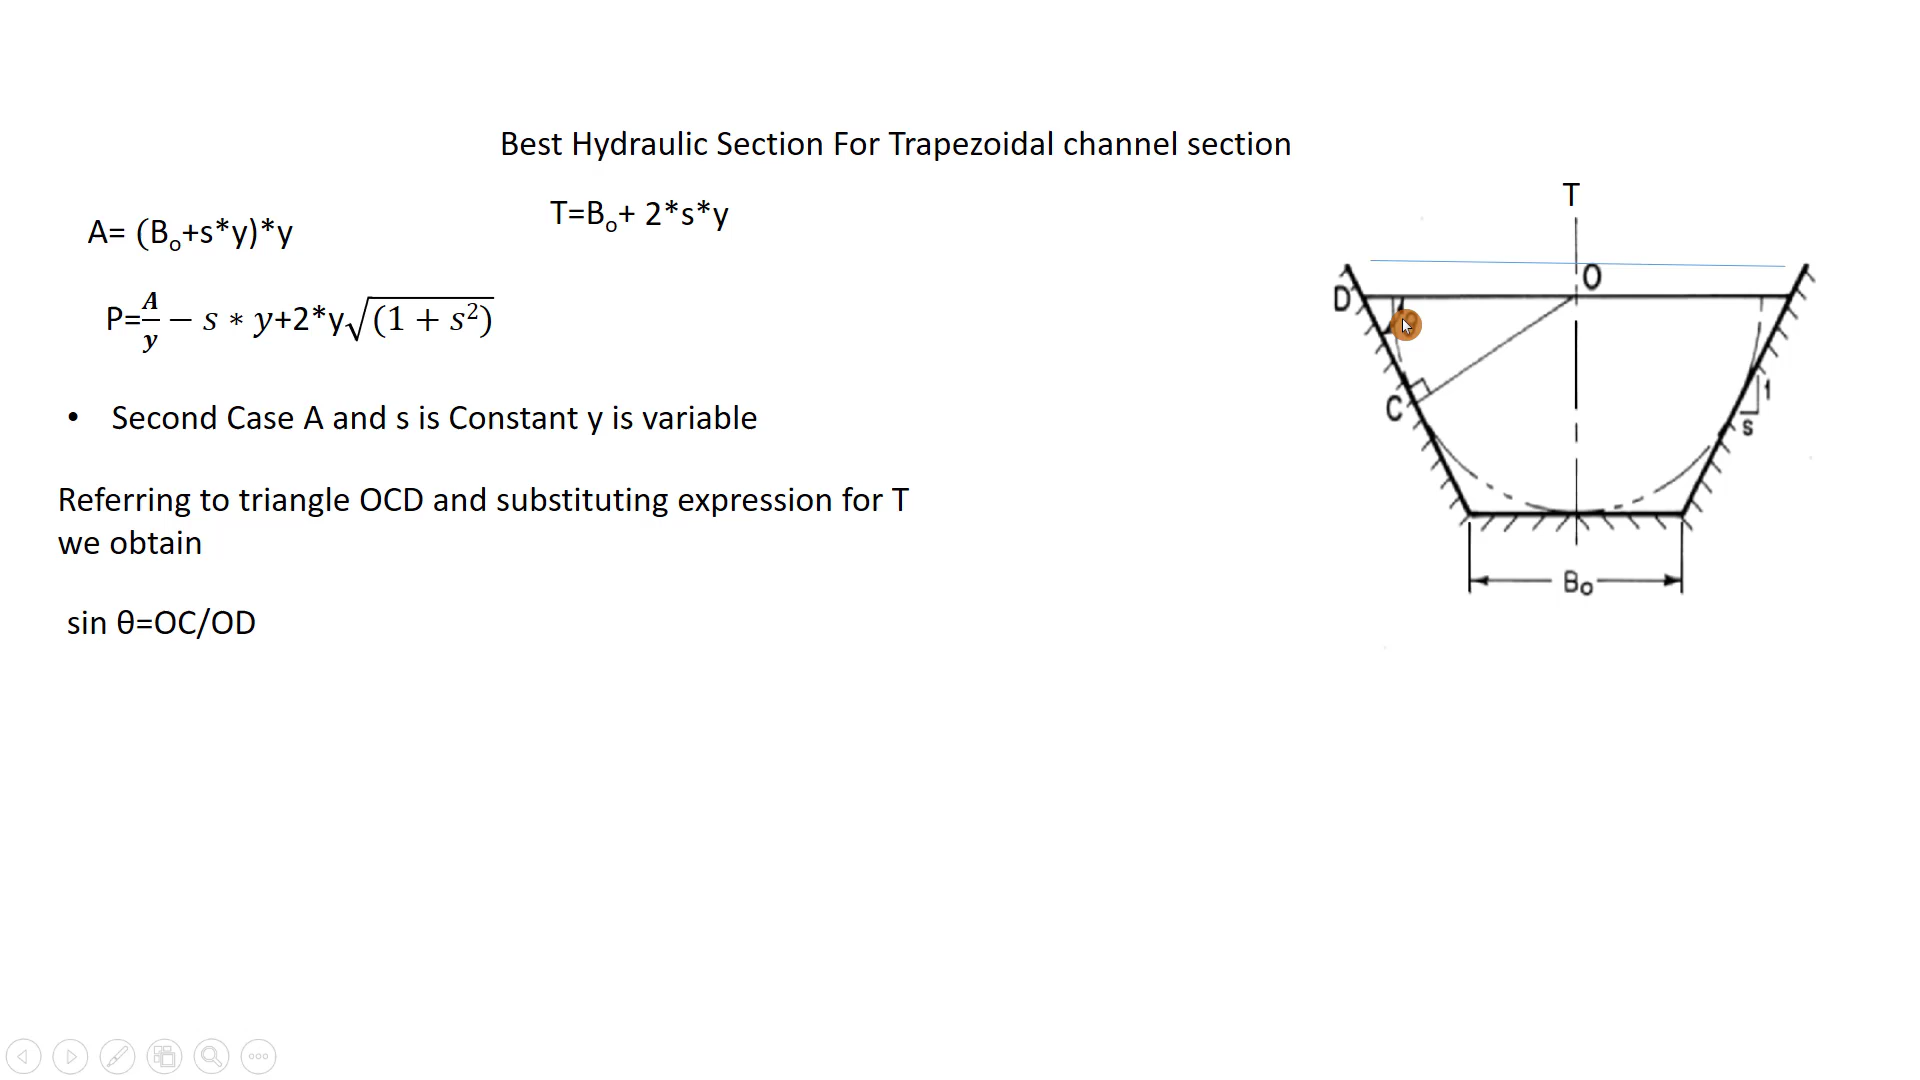 Best Hydraulic Section For Trapezoidal channel section
T
T=Bₒ+ 2*s*y
A= (Bₒ+s*y)*y
O
D
P=A/y − s ∗ y+2*y√(1 + s²)
1
C
• Second Case A and s is Constant y is variable
s
Referring to triangle OCD and substituting expression for T
we obtain
Bₒ
sin θ=OC/OD